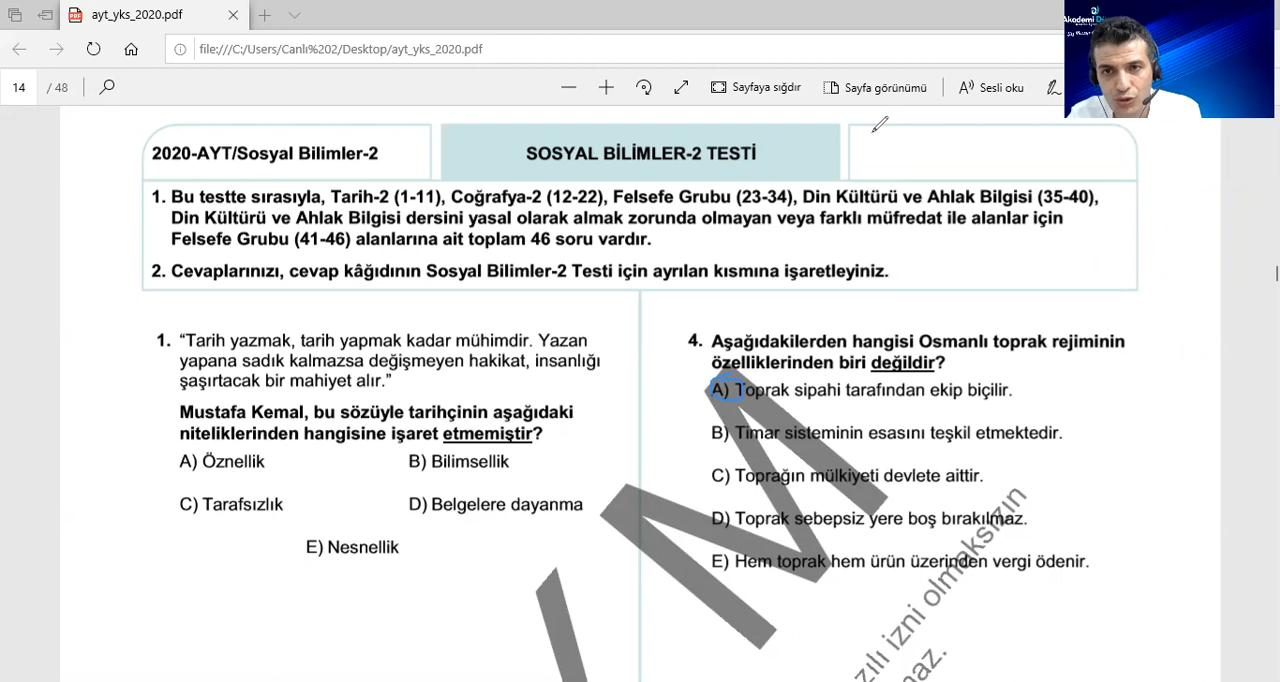 ayt_yks_2020.pdf
file:///C:/Users/Canlı%202/Desktop/ayt_yks_2020.pdf
14 / 48
Sayfaya sığdır
Sayfa görünümü
Sesli oku
Akademi
2020-AYT/Sosyal Bilimler-2
SOSYAL BİLİMLER-2 TESTİ
1. Bu testte sırasıyla, Tarih-2 (1-11), Coğrafya-2 (12-22), Felsefe Grubu (23-34), Din Kültürü ve Ahlak Bilgisi (35-40),
Din Kültürü ve Ahlak Bilgisi dersini yasal olarak almak zorunda olmayan veya farklı müfredat ile alanlar için
Felsefe Grubu (41-46) alanlarına ait toplam 46 soru vardır.
2. Cevaplarınızı, cevap kâğıdının Sosyal Bilimler-2 Testi için ayrılan kısmına işaretleyiniz.
1. “Tarih yazmak, tarih yapmak kadar mühimdir. Yazan
yapana sadık kalmazsa değişmeyen hakikat, insanlığı
şaşırtacak bir mahiyet alır.”
Mustafa Kemal, bu sözüyle tarihçinin aşağıdaki
niteliklerinden hangisine işaret etmemiştir?
A) Öznellik
B) Bilimsellik
C) Tarafsızlık
D) Belgelere dayanma
E) Nesnellik
4. Aşağıdakilerden hangisi Osmanlı toprak rejiminin
özelliklerinden biri değildir?
A) Toprak sipahi tarafından ekip biçilir.
B) Timar sisteminin esasını teşkil etmektedir.
C) Toprağın mülkiyeti devlete aittir.
D) Toprak sebepsiz yere boş bırakılmaz.
E) Hem toprak hem ürün üzerinden vergi ödenir.
M
izni olmaksızın